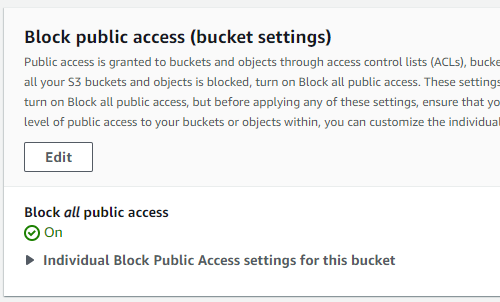 Block public access (bucket settings)
Public access is granted to buckets and objects through access control lists (ACLs), bucke
all your S3 buckets and objects is blocked, turn on Block all public access. These settings
turn on Block all public access, but before applying any of these settings, ensure that yo
level of public access to your buckets or objects within, you can customize the individual
Edit
Block all public access
On
Individual Block Public Access settings for this bucket